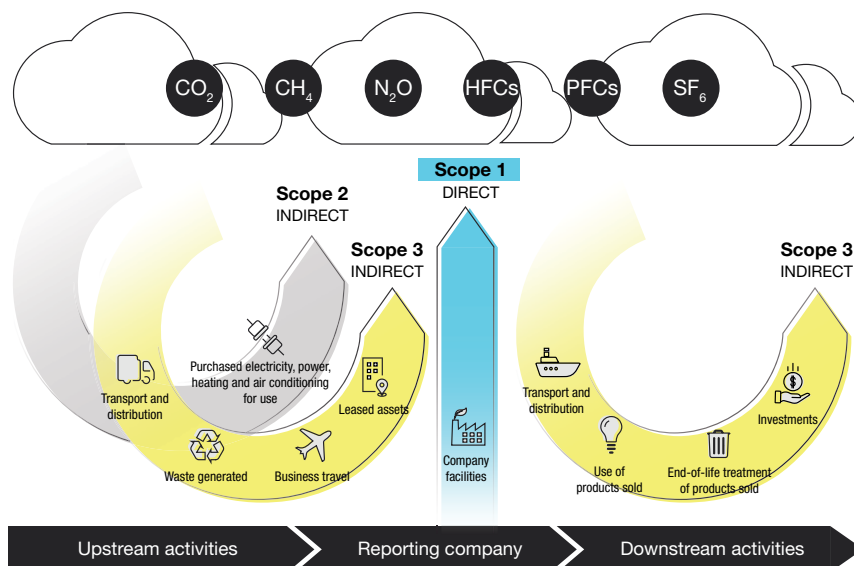 CO₂
CH₄
N₂O
HFCs
PFCs
SF₆
Scope 1
DIRECT
Scope 2
INDIRECT
Scope 3
INDIRECT
Scope 3
INDIRECT
Purchased electricity, power,
heating and air conditioning
for use
Transport and
distribution
Leased assets
Waste generated
Business travel
Company
facilities
Transport and
distribution
Investments
Use of
products sold
End-of-life treatment
of products sold
Upstream activities
Reporting company
Downstream activities